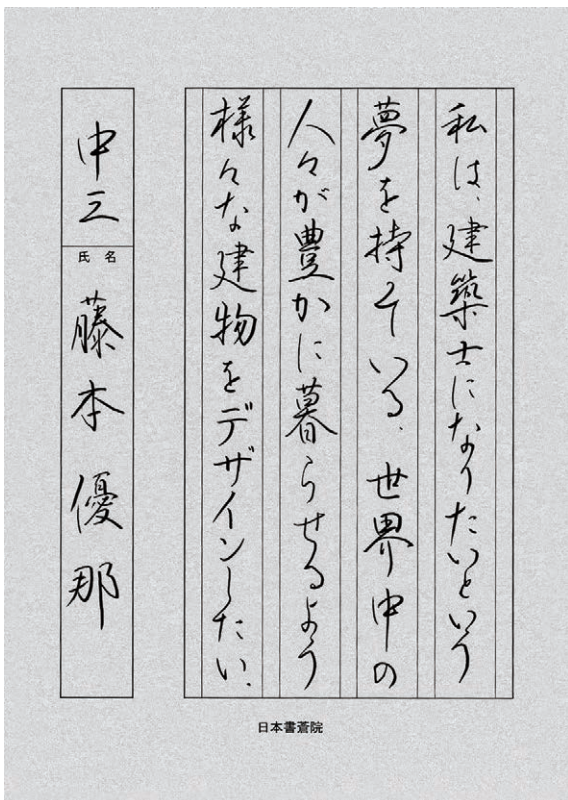 私は、建築士になりたいという
夢を持っている。世界中の
人々が豊かに暮らせるよう
様々な建物をデザインしたい。
中三
氏名
藤本優那
日本書蒼院